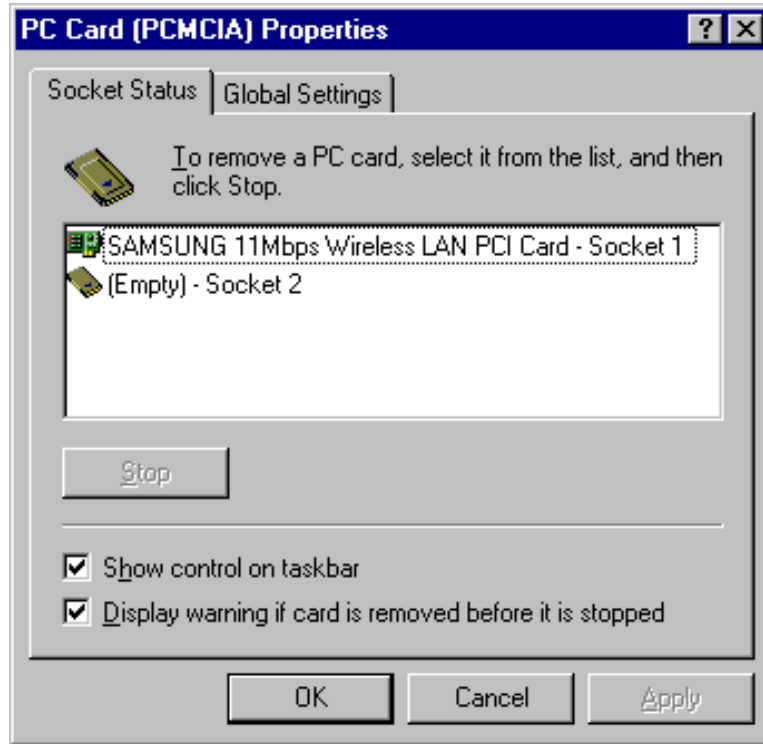 PC Card (PCMCIA) Properties
Socket Status
Global Settings
To remove a PC card, select it from the list, and then
click Stop.
SAMSUNG 11Mbps Wireless LAN PCI Card - Socket 1
(Empty) - Socket 2
Stop
Show control on taskbar
Display warning if card is removed before it is stopped
OK
Cancel
Apply